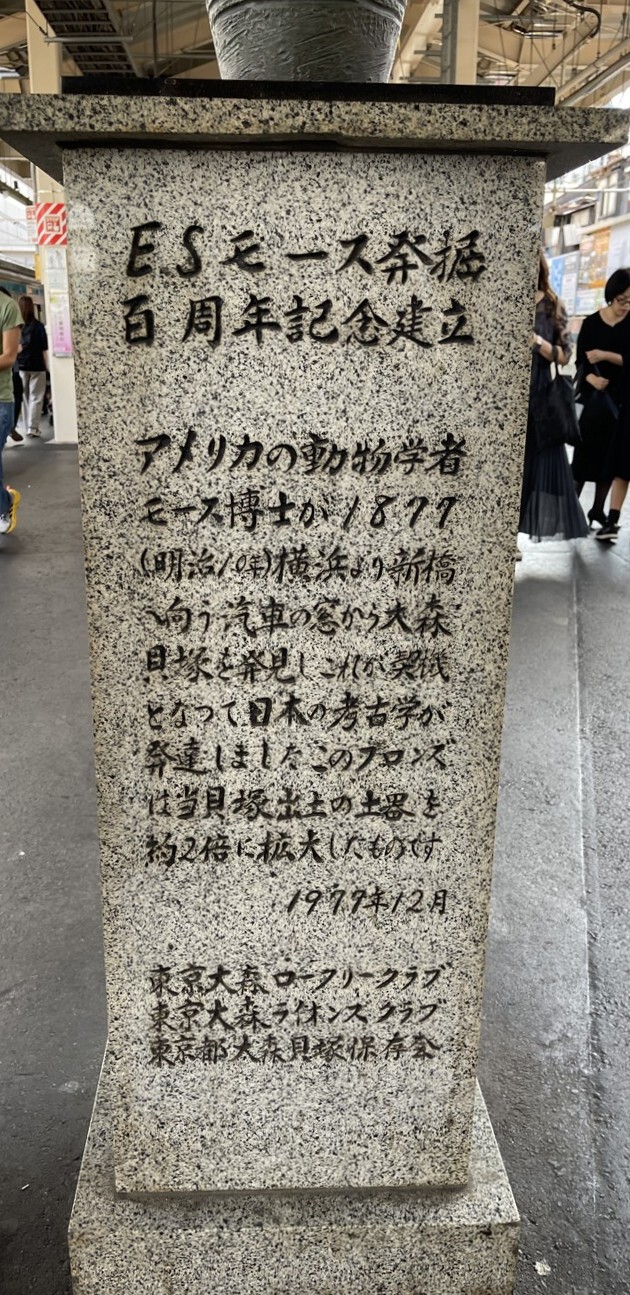 E.Sモース発掘
百周年記念建立
アメリカの動物学者
モース博士が1877
(明治10年)横浜より新橋
へ向う汽車の窓から大森
貝塚を発見しこれが契機
となって日本の考古学が
発達しましたこのブロンズ
は当貝塚出土の土器を
約2倍に拡大したものです
1977年12月
東京大森ロータリークラブ
東京大森ライオンズクラブ
東京都大森貝塚保存会